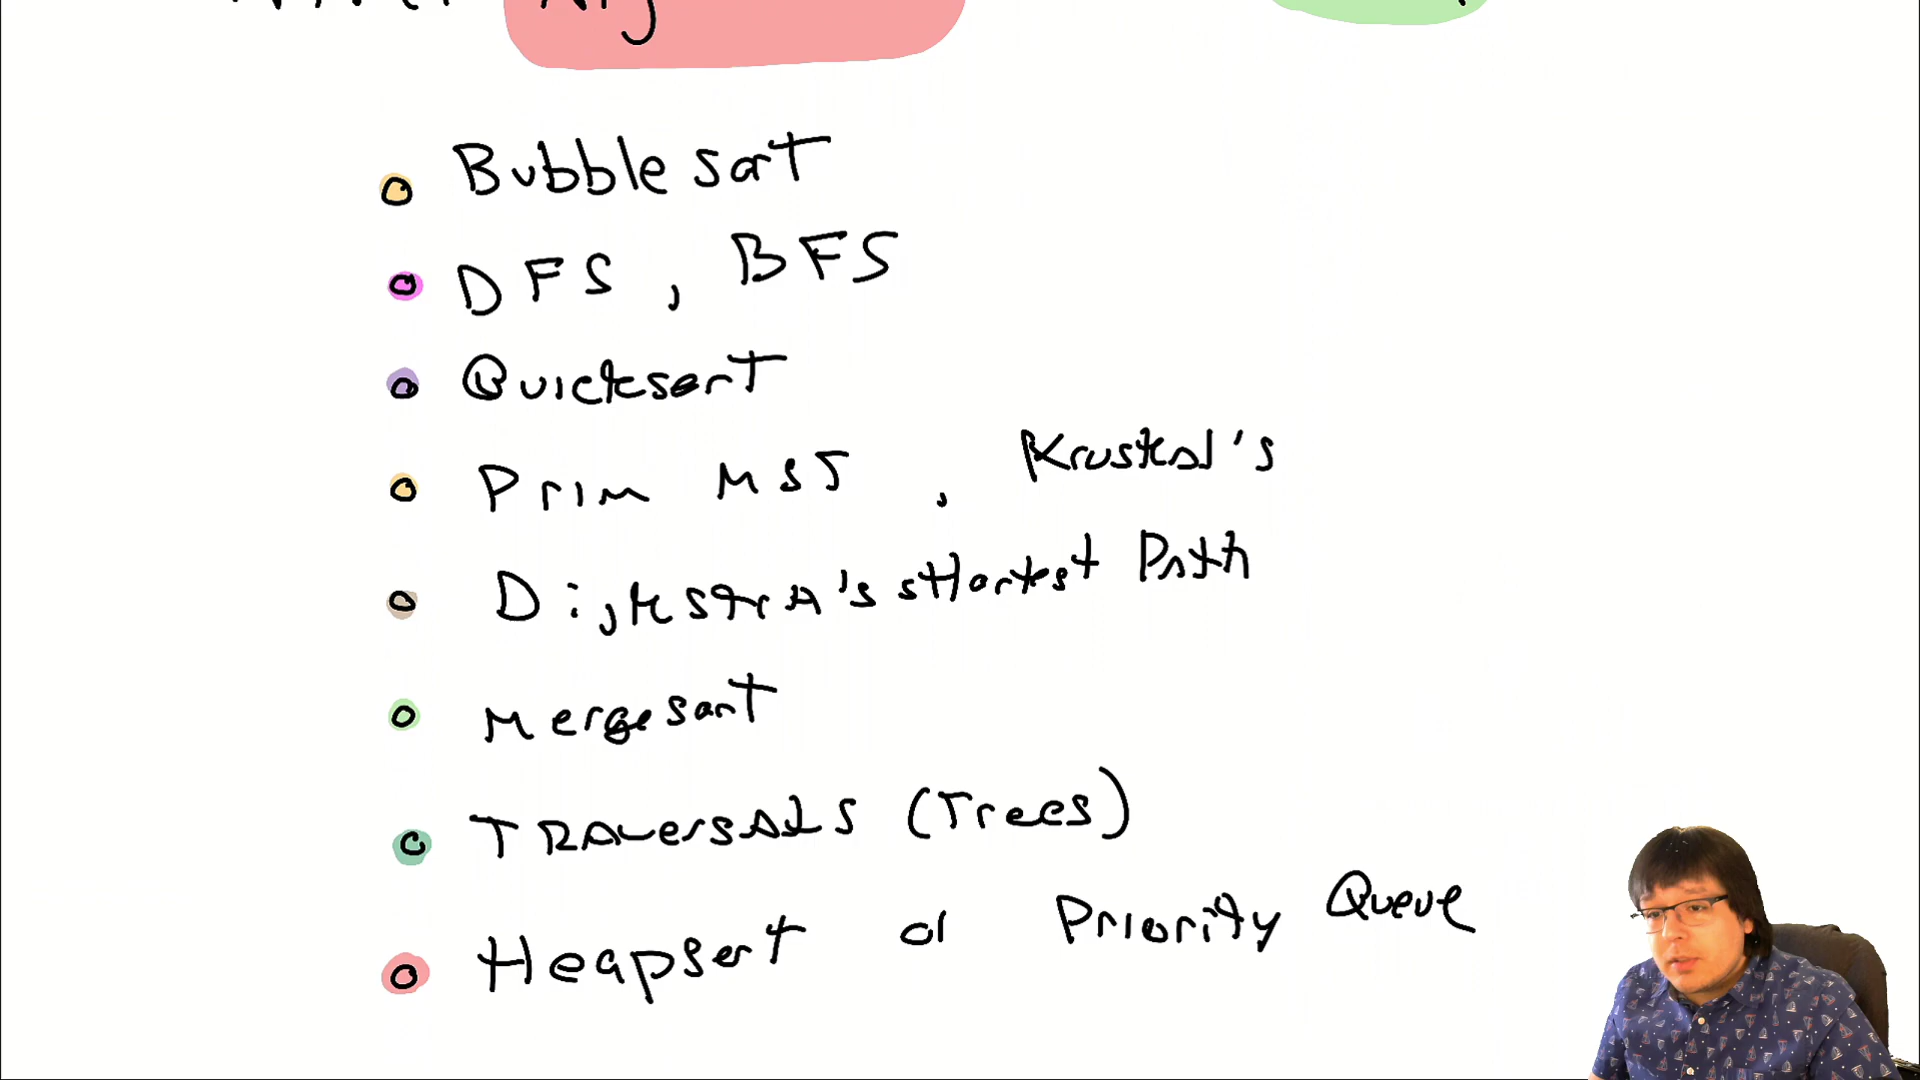 Bubble sort
DFS, BFS
Quicksort
Prim MST, Kruskal's
Dijkstra's shortest Path
Mergesort
Traversals (Trees)
Heapsort or Priority Queue